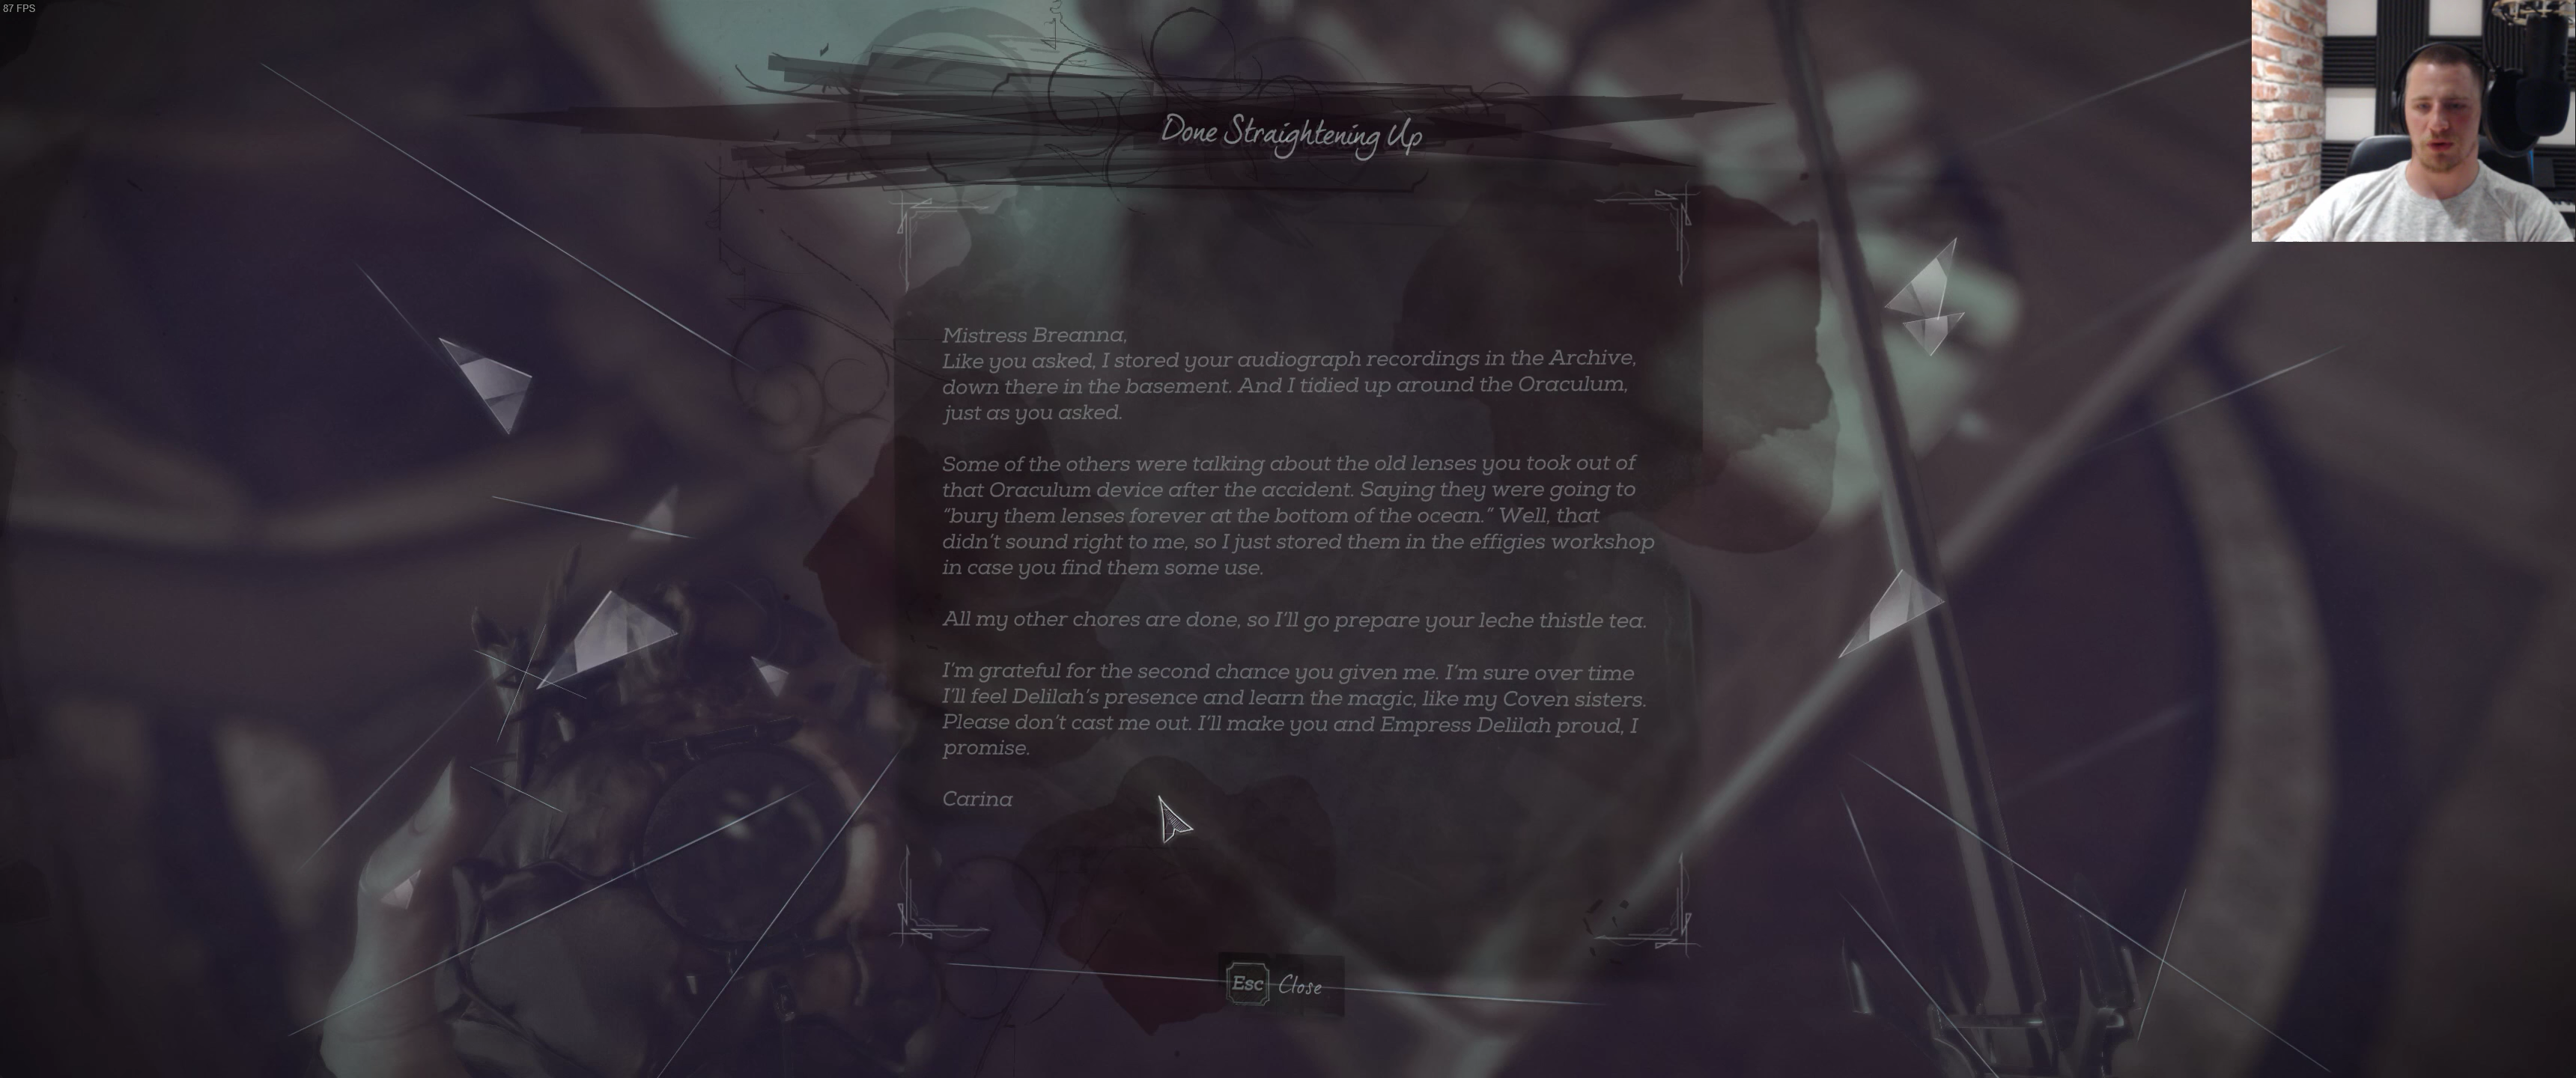 87 FPS
Done Straightening Up
Mistress Breanna,
Like you asked, I stored your audiograph recordings in the Archive,
down there in the basement. And I tidied up around the Oraculum,
just as you asked.
Some of the others were talking about the old lenses you took out of
that Oraculum device after the accident. Saying they were going to
“bury them lenses forever at the bottom of the ocean.” Well, that
didn’t sound right to me, so I just stored them in the effigies workshop
in case you find them some use.
All my other chores are done, so I’ll go prepare your leche thistle tea.
I’m grateful for the second chance you given me. I’m sure over time
I’ll feel Delilah’s presence and learn the magic, like my Coven sisters.
Please don’t cast me out. I’ll make you and Empress Delilah proud, I
promise.
Carina
Esc Close